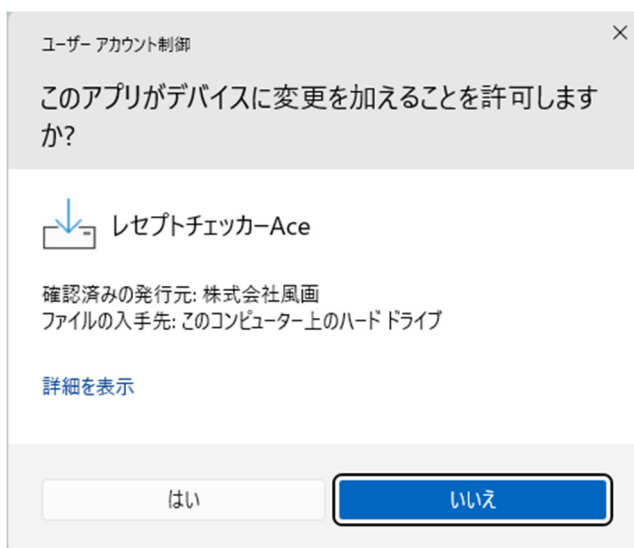 ユーザー アカウント制御
このアプリがデバイスに変更を加えることを許可します
か?
レセプトチェッカーAce
確認済みの発行元: 株式会社風画
ファイルの入手先: このコンピューター上のハード ドライブ
詳細を表示
はい
いいえ